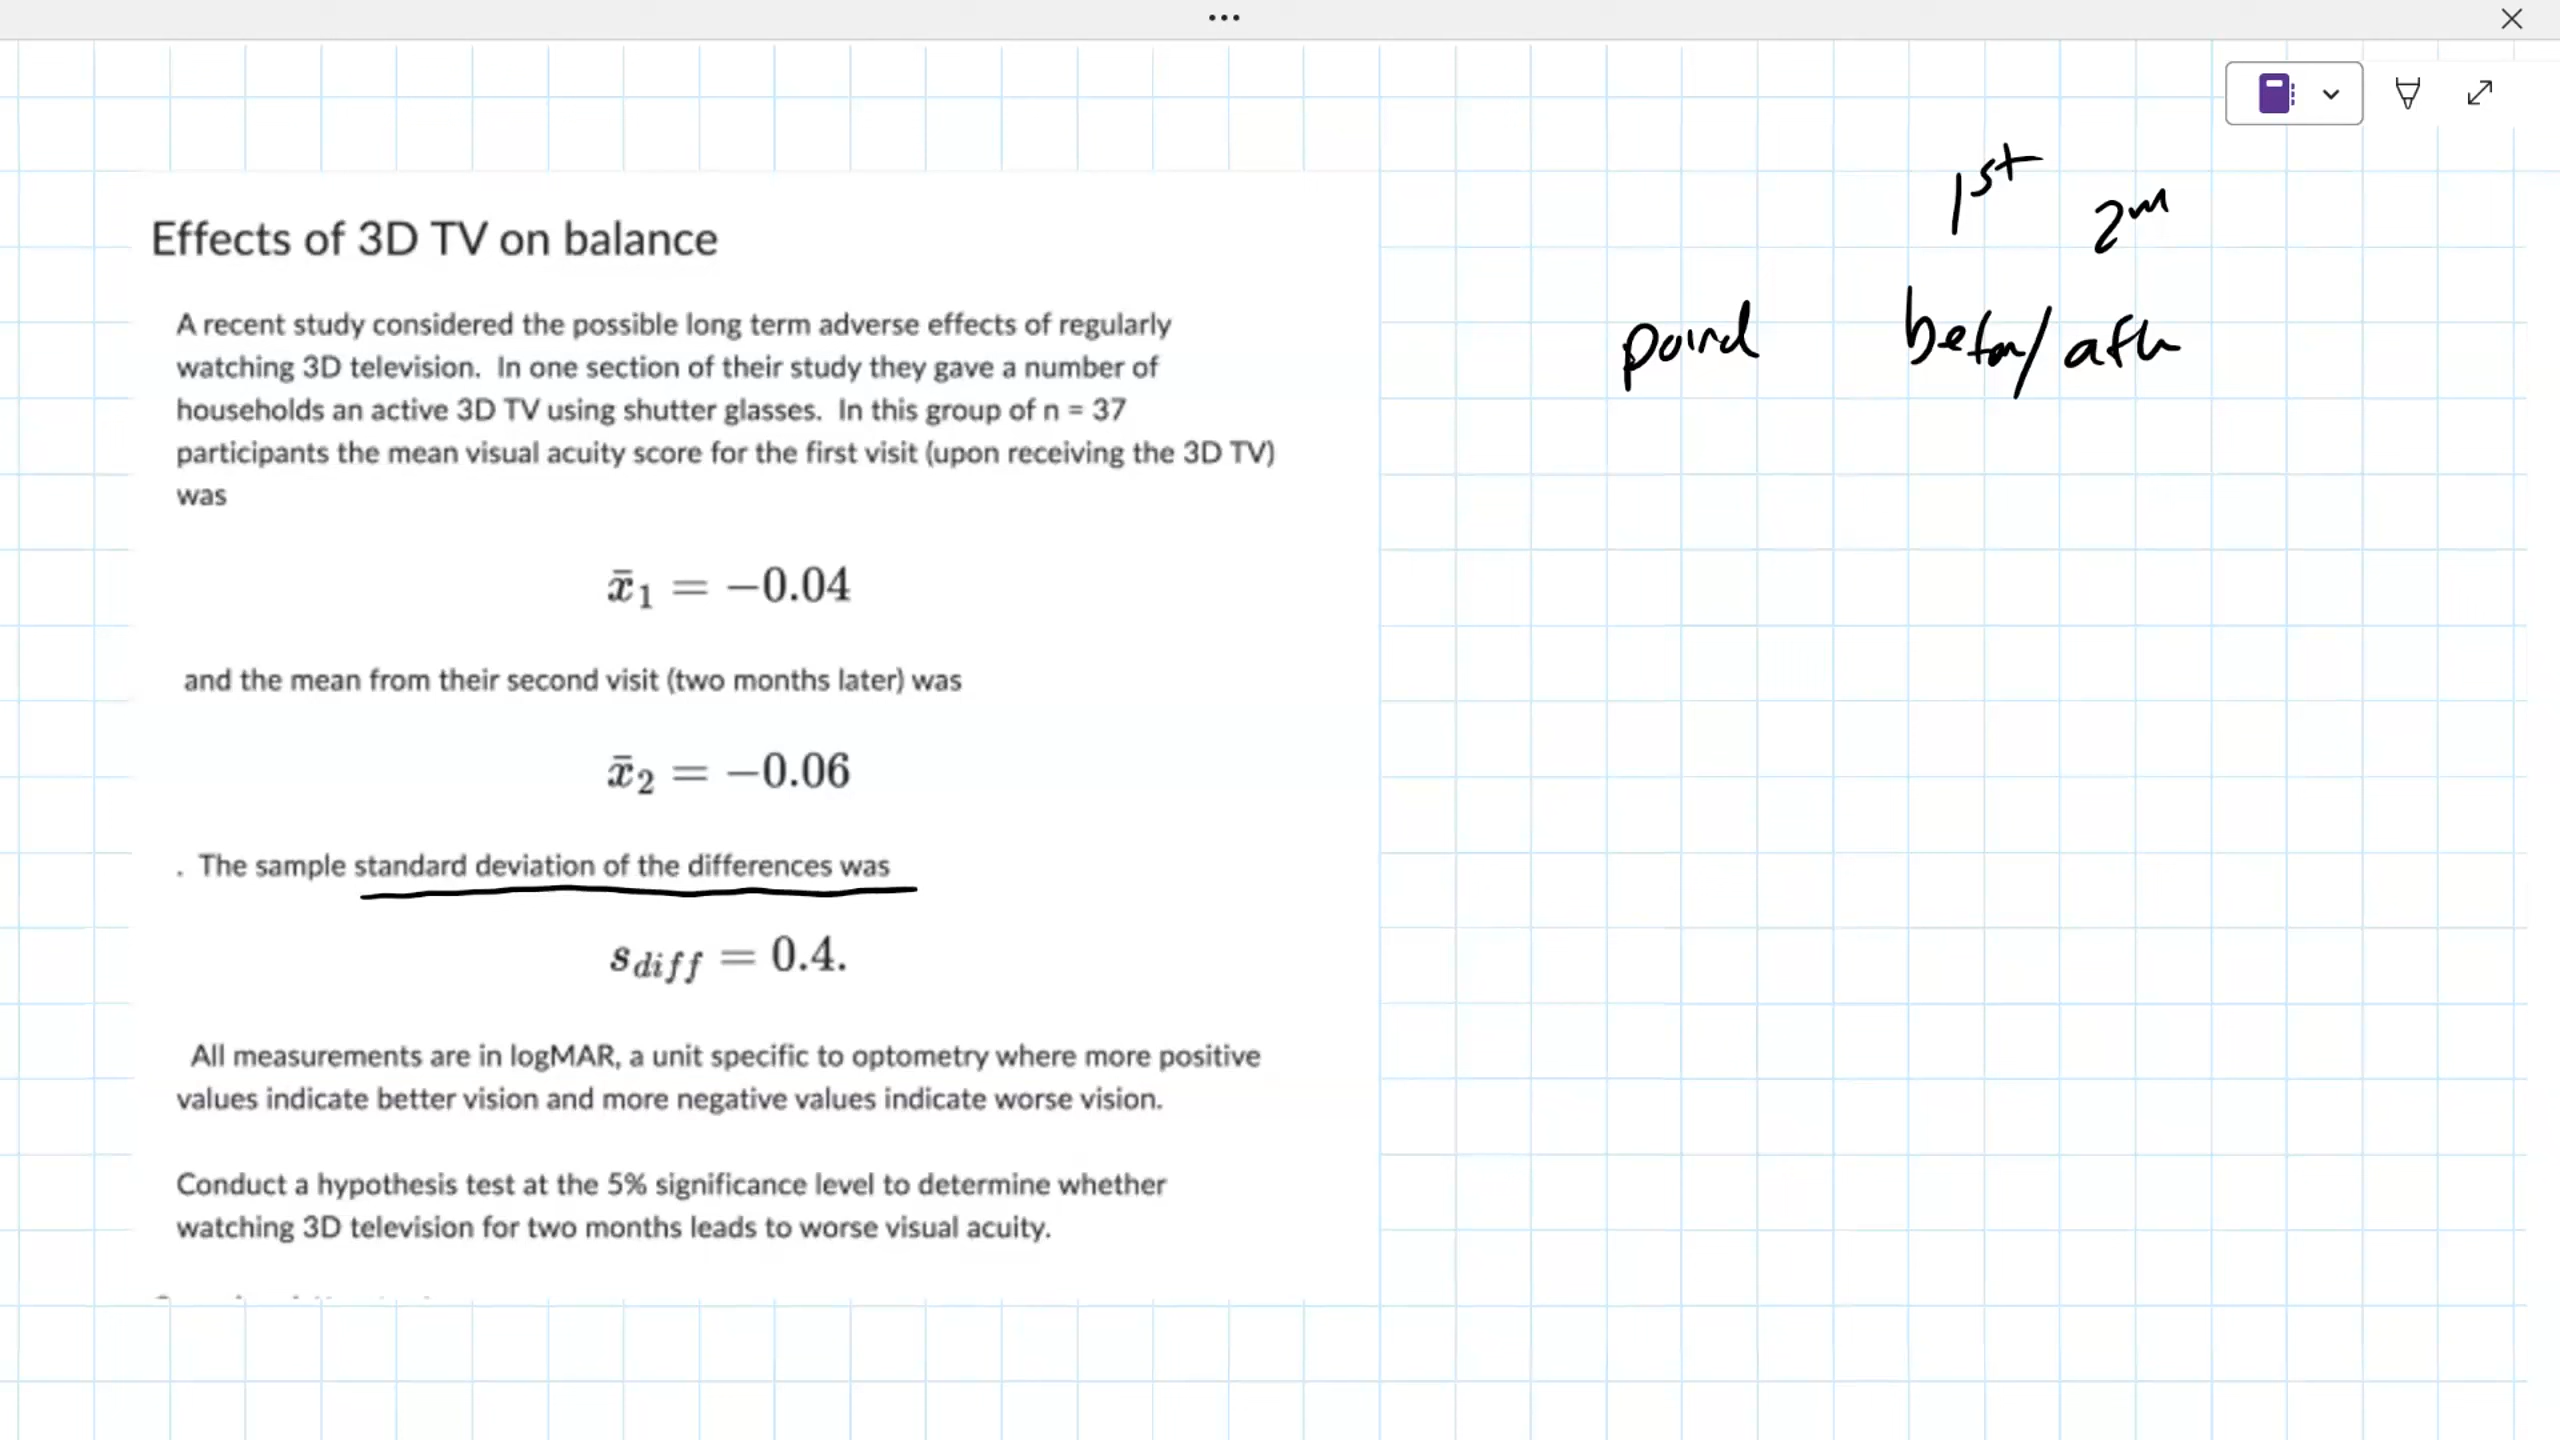 Effects of 3D TV on balance
A recent study considered the possible long term adverse effects of regularly
watching 3D television. In one section of their study they gave a number of
households an active 3D TV using shutter glasses. In this group of n = 37
participants the mean visual acuity score for the first visit (upon receiving the 3D TV)
was
x̄₁ = −0.04
and the mean from their second visit (two months later) was
x̄₂ = −0.06
. The sample standard deviation of the differences was
s_diff = 0.4.
All measurements are in logMAR, a unit specific to optometry where more positive
values indicate better vision and more negative values indicate worse vision.
Conduct a hypothesis test at the 5% significance level to determine whether
watching 3D television for two months leads to worse visual acuity.
1st